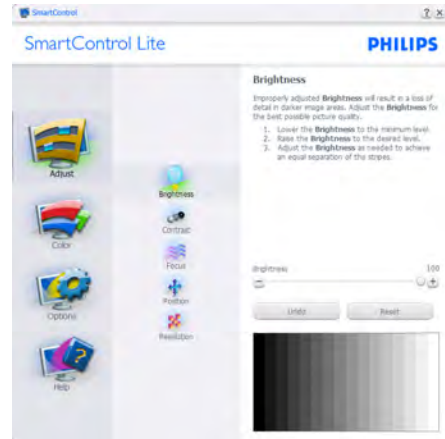 SmartControl
? x
SmartControl Lite
PHILIPS
Adjust
Color
Options
Help
Brightness
Contrast
Focus
Position
Resolution
Brightness
Improperly adjusted Brightness will result in a loss of
detail in darker image areas. Adjust the Brightness for
the best possible picture quality.
1. Lower the Brightness to the minimum level.
2. Raise the Brightness to the desired level.
3. Adjust the Brightness as needed to achieve
an equal separation of the stripes.
Brightness 100
Undo Reset